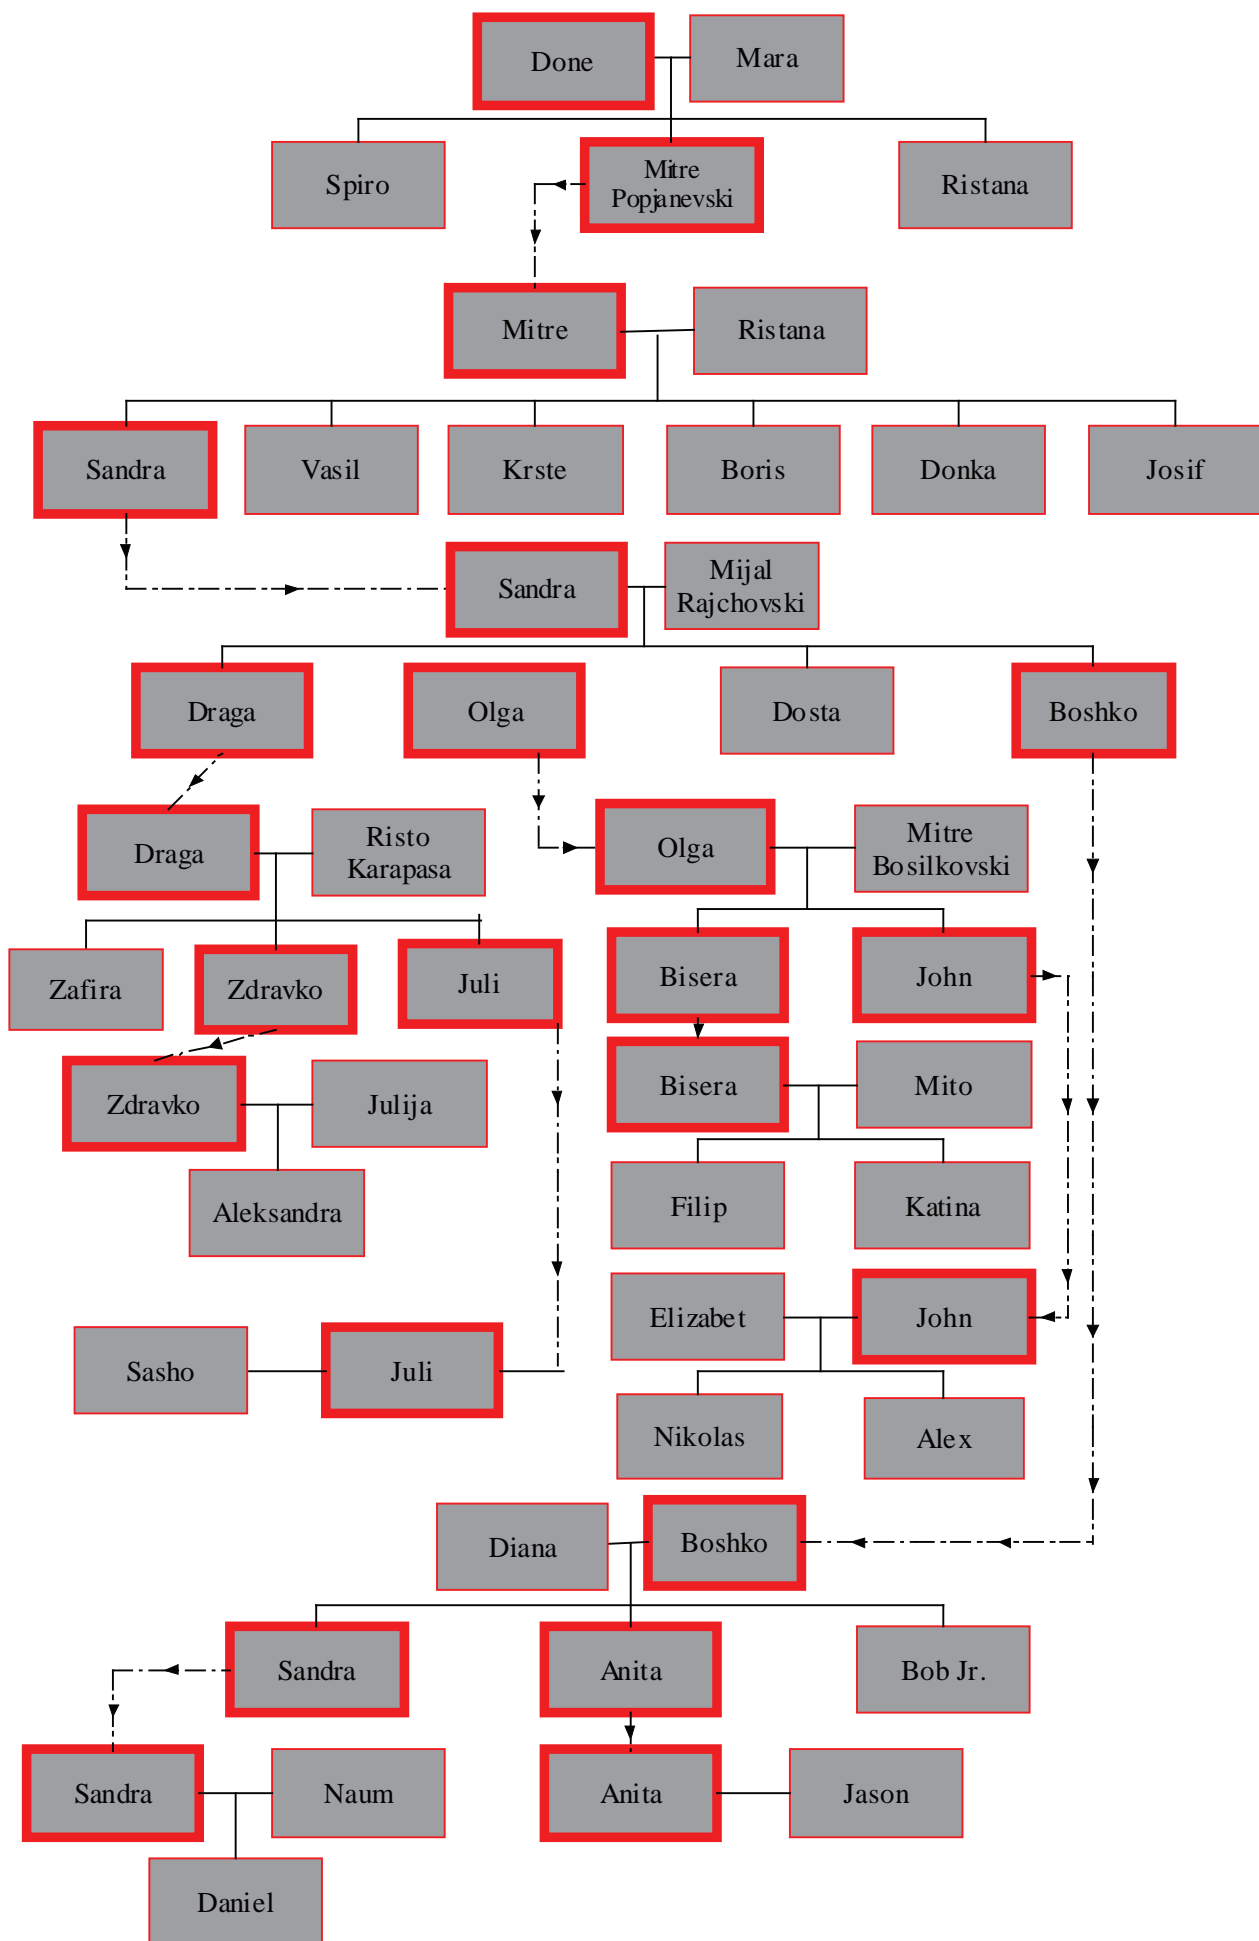 Done
Mara
Spiro
Mitre
Popjanevski
Ristana
Mitre
Ristana
Sandra
Vasil
Krste
Boris
Donka
Josif
Sandra
Mijal
Rajchovski
Draga
Olga
Dosta
Boshko
Draga
Risto
Karapasa
Olga
Mitre
Bosilkovski
Zafira
Zdravko
Juli
Bisera
John
Zdravko
Julija
Bisera
Mito
Aleksandra
Filip
Katina
Elizabet
John
Sasho
Juli
Nikolas
Alex
Diana
Boshko
Sandra
Anita
Bob Jr.
Sandra
Naum
Anita
Jason
Daniel